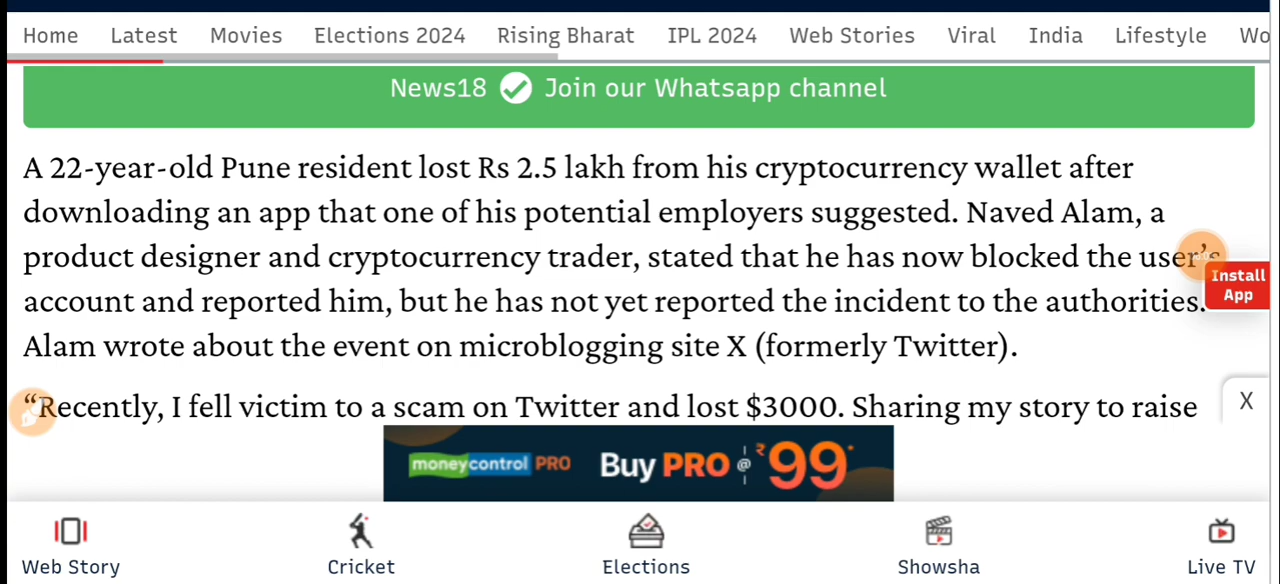 Home Latest Movies Elections 2024 Rising Bharat IPL 2024 Web Stories Viral India Lifestyle Wo
News18 Join our Whatsapp channel
A 22-year-old Pune resident lost Rs 2.5 lakh from his cryptocurrency wallet after
downloading an app that one of his potential employers suggested. Naved Alam, a
product designer and cryptocurrency trader, stated that he has now blocked the user's
account and reported him, but he has not yet reported the incident to the authorities.
Install
App
Alam wrote about the event on microblogging site X (formerly Twitter).
“Recently, I fell victim to a scam on Twitter and lost $3000. Sharing my story to raise
X
moneycontrol PRO Buy PRO @ ₹99*
Web Story Cricket Elections Showsha Live TV